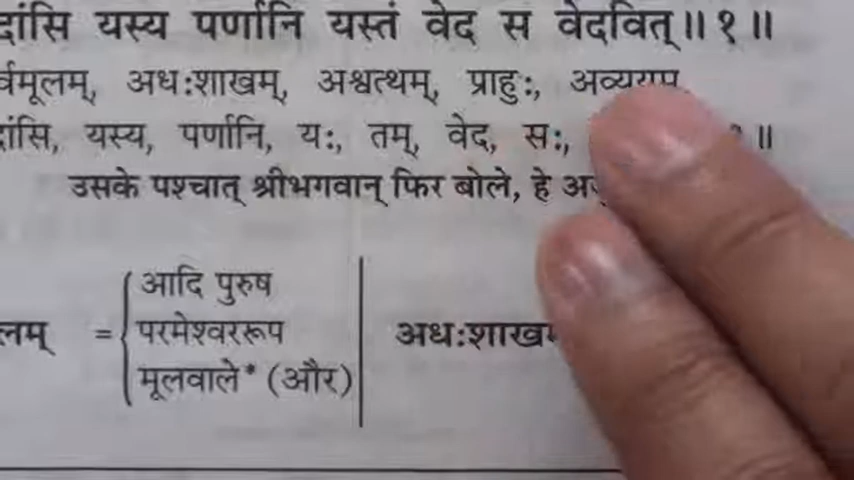 दांसि यस्य पर्णानि यस्तं वेद स वेदवित्॥ १ ॥
र्वमूलम्, अध:शाखम्, अश्वत्थम्, प्राहु:, अव्ययम्
दांसि, यस्य, पर्णानि, य:, तम्, वेद, स:, ॥
उसके पश्चात् श्रीभगवान् फिर बोले, हे
लम् = आदि पुरुष
परमेश्वररूप अध:शाखम
मूलवाले* (और)